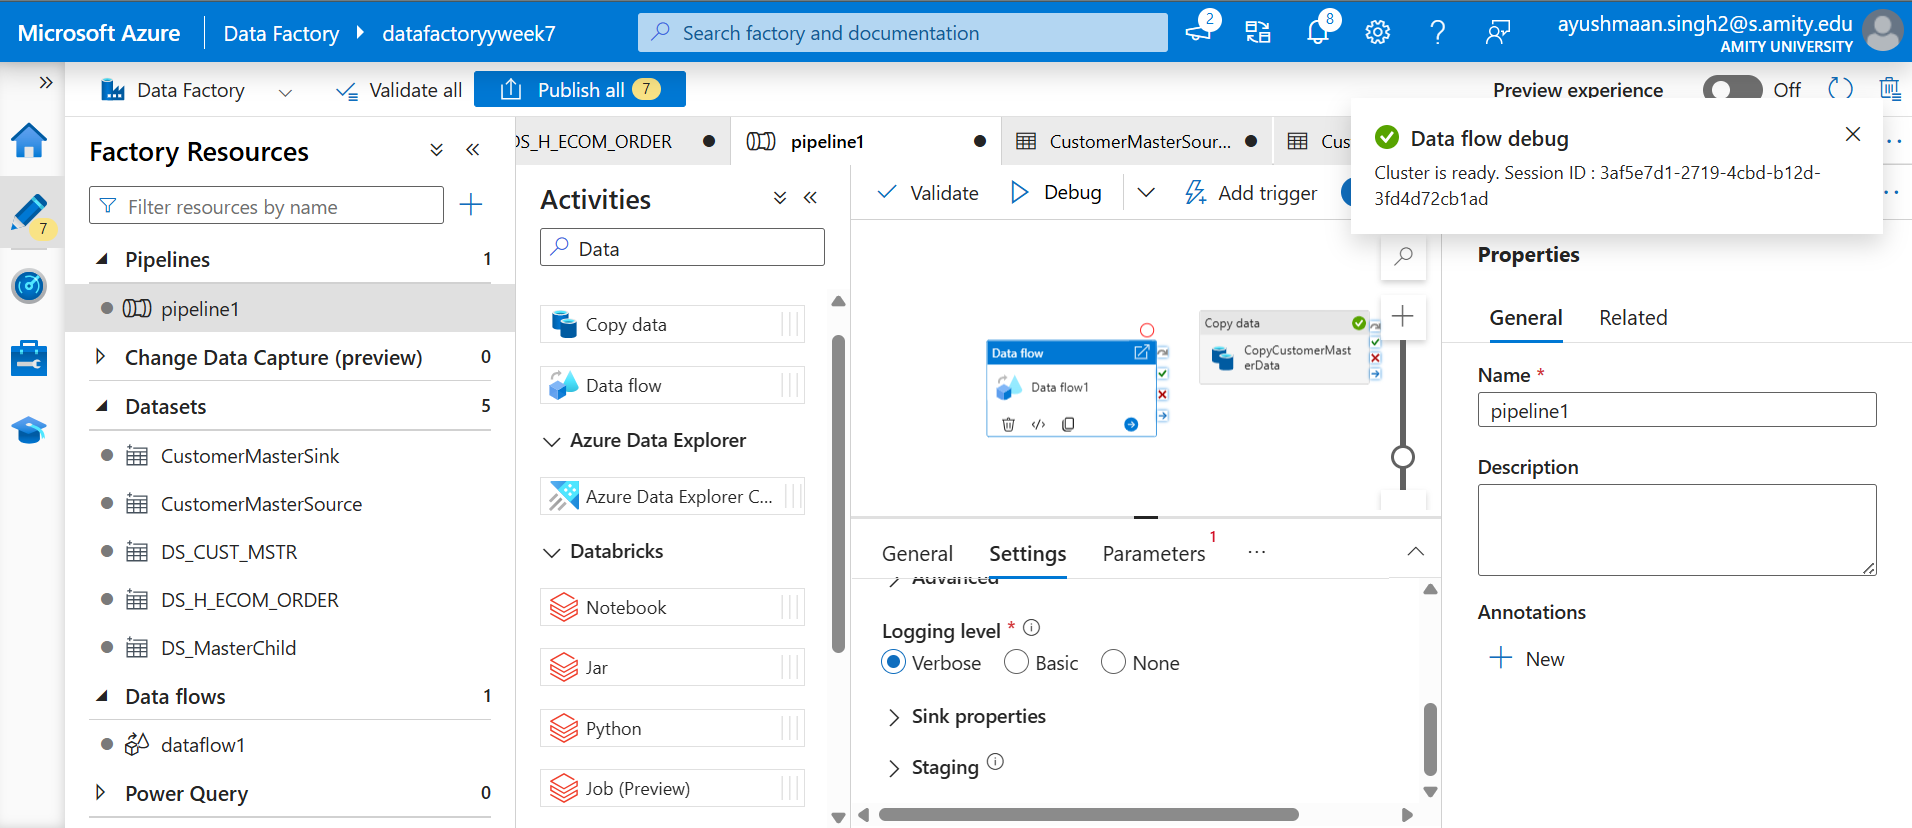 Microsoft Azure
Data Factory
datafactoryyweek7
Search factory and documentation
2
8
ayushmaan.singh2@s.amity.edu
AMITY UNIVERSITY
Data Factory
Validate all
Publish all
7
Preview experience
Off
7
Factory Resources
Filter resources by name
Pipelines
1
pipeline1
Change Data Capture (preview)
0
Datasets
5
CustomerMasterSink
CustomerMasterSource
DS_CUST_MSTR
DS_H_ECOM_ORDER
DS_MasterChild
Data flows
1
dataflow1
Power Query
0
DS_H_ECOM_ORDER
pipeline1
CustomerMasterSour...
Cus
Activities
Data
Copy data
Data flow
Azure Data Explorer
Azure Data Explorer C...
Databricks
Notebook
Jar
Python
Job (Preview)
Validate
Debug
Add trigger
Data flow
Data flow1
Copy data
CopyCustomerMast
erData
General
Settings
Parameters
1
...
Advanced
Logging level *
Verbose
Basic
None
Sink properties
Staging
Data flow debug
Cluster is ready. Session ID : 3af5e7d1-2719-4cbd-b12d-
3fd4d72cb1ad
Properties
General
Related
Name *
pipeline1
Description
Annotations
New